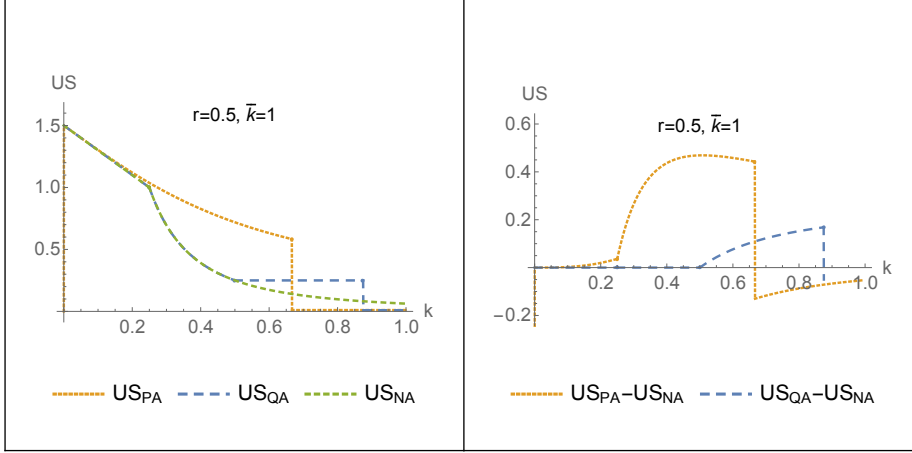 US
r=0.5, k̅=1
1.5
1.0
0.5
0.2 0.4 0.6 0.8 1.0 k
US_PA US_QA US_NA
US
r=0.5, k̅=1
0.6
0.4
0.2
0.2 0.4 0.6 0.8 1.0 k
−0.2
US_PA−US_NA US_QA−US_NA